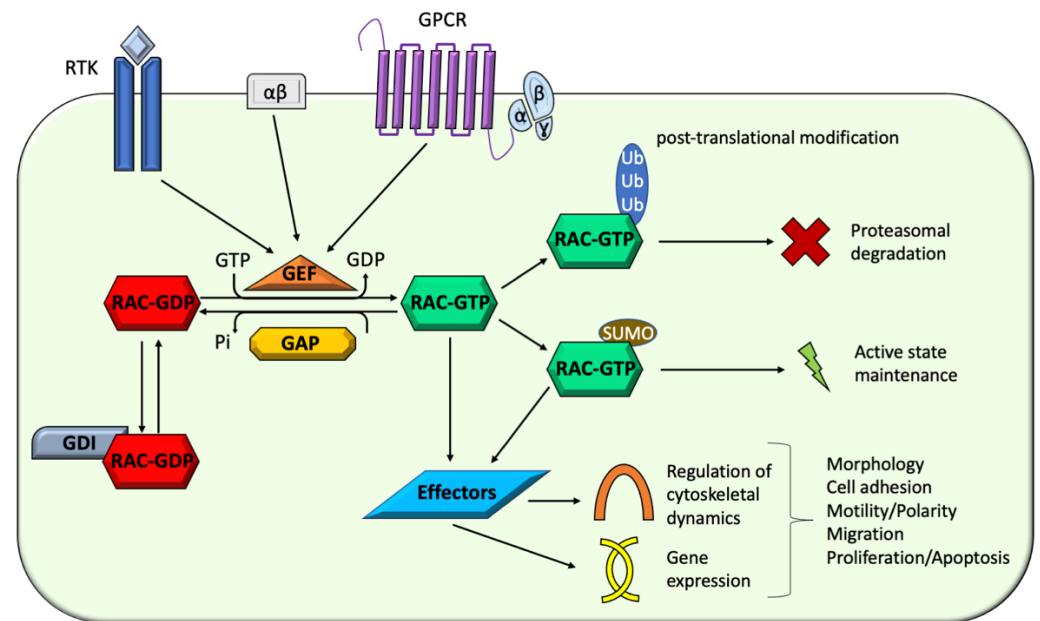 GPCR
RTK
αβ
α
β
γ
post-translational modification
Ub
Ub
Ub
RAC-GTP
Proteasomal
degradation
GTP
GEF
GDP
RAC-GDP
RAC-GTP
Pi
GAP
SUMO
RAC-GTP
Active state
maintenance
GDI
RAC-GDP
Effectors
Regulation of
cytoskeletal
dynamics
Gene
expression
Morphology
Cell adhesion
Motility/Polarity
Migration
Proliferation/Apoptosis